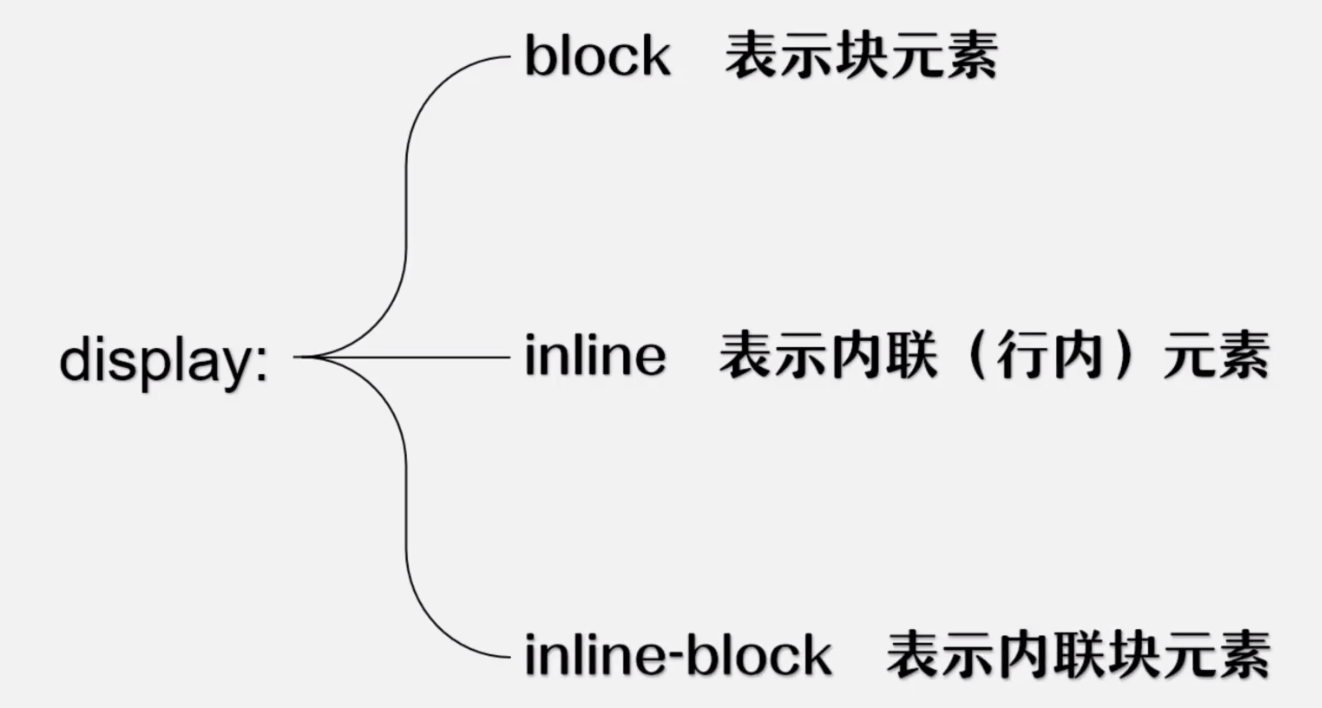 block 表示块元素
display:
inline 表示内联（行内）元素
inline-block 表示内联块元素